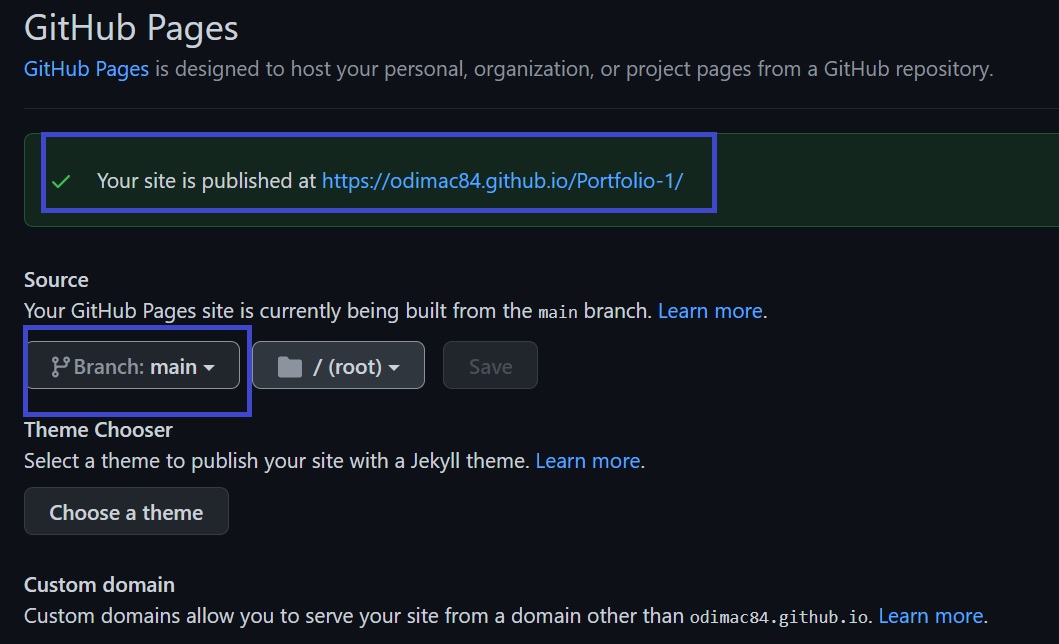 GitHub Pages
GitHub Pages is designed to host your personal, organization, or project pages from a GitHub repository.
Your site is published at https://odimac84.github.io/Portfolio-1/
Source
Your GitHub Pages site is currently being built from the main branch. Learn more.
Branch: main / (root) Save
Theme Chooser
Select a theme to publish your site with a Jekyll theme. Learn more.
Choose a theme
Custom domain
Custom domains allow you to serve your site from a domain other than odimac84.github.io. Learn more.